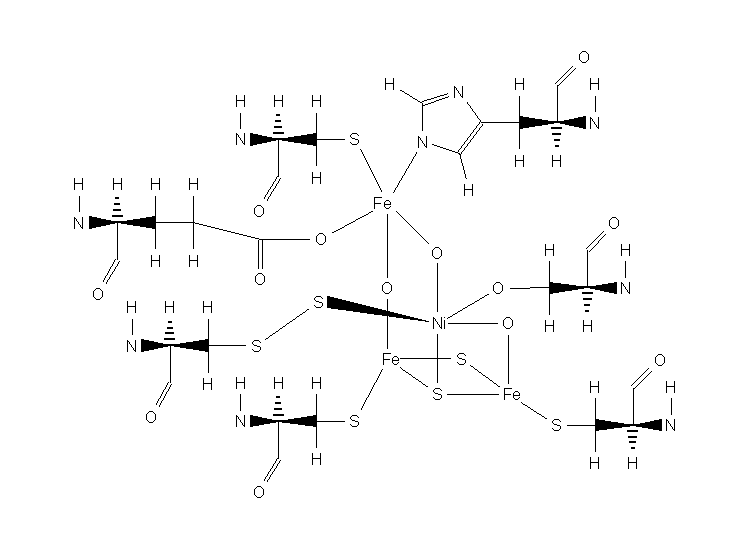 O
H H H
N
H H H
S N N
H
H
O
H H H H Fe
N O
H H O O O
O H O H
O S Ni O N
H H H
N S Fe S H H
H O
O H H H S Fe H H
N S S N
O H H H
O